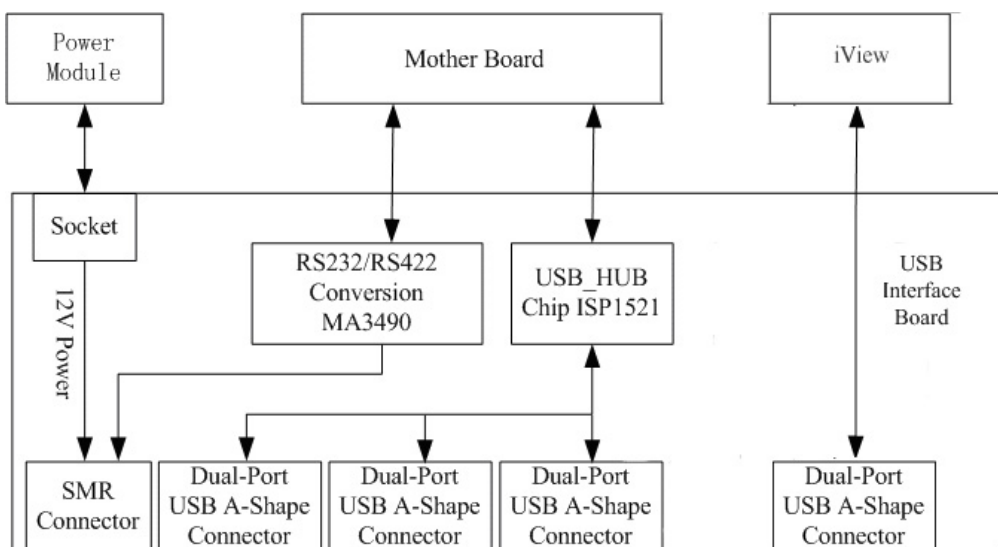 Power
Module
Mother Board
iView
Socket
12V Power
RS232/RS422
Conversion
MA3490
USB_HUB
Chip ISP1521
USB
Interface
Board
SMR
Connector
Dual-Port
USB A-Shape
Connector
Dual-Port
USB A-Shape
Connector
Dual-Port
USB A-Shape
Connector
Dual-Port
USB A-Shape
Connector